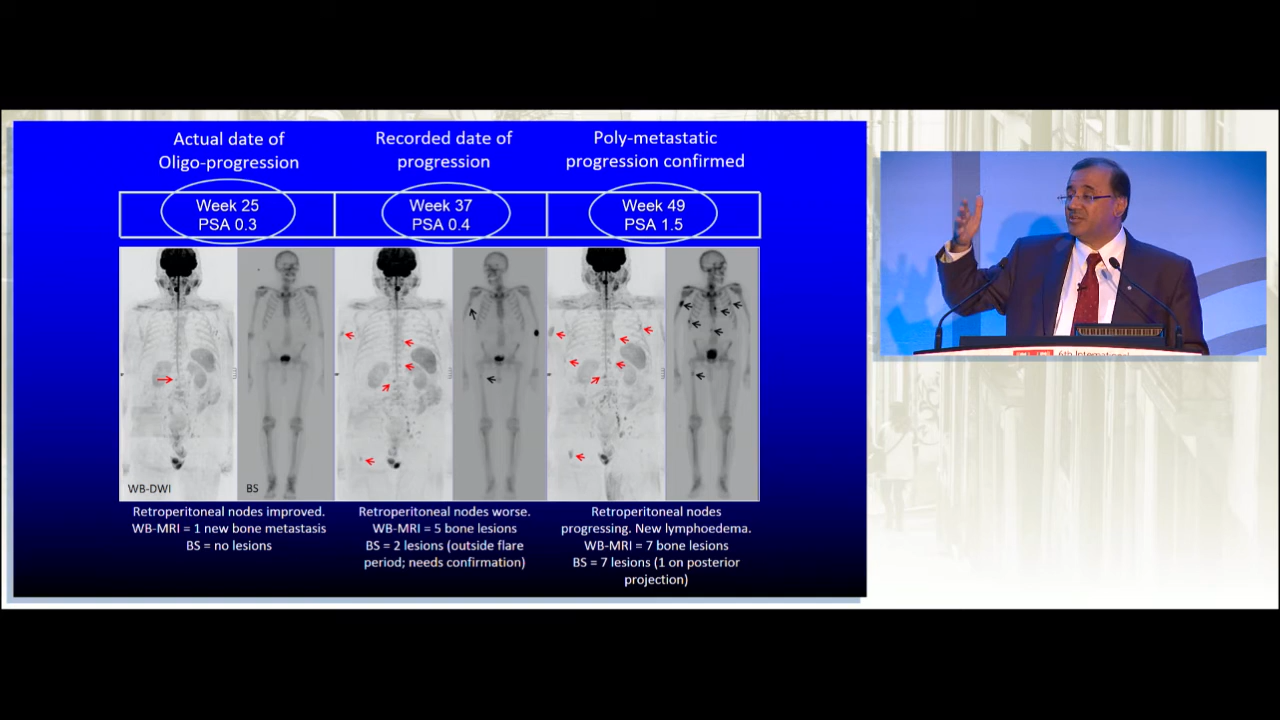 Actual date of
Oligo-progression
Recorded date of
progression
Poly-metastatic
progression confirmed
Week 25
PSA 0.3
Week 37
PSA 0.4
Week 49
PSA 1.5
WB-DWI
BS
Retroperitoneal nodes improved.
WB-MRI = 1 new bone metastasis
BS = no lesions
Retroperitoneal nodes worse.
WB-MRI = 5 bone lesions
BS = 2 lesions (outside flare
period; needs confirmation)
Retroperitoneal nodes
progressing. New lymphoedema.
WB-MRI = 7 bone lesions
BS = 7 lesions (1 on posterior
projection)
6th International